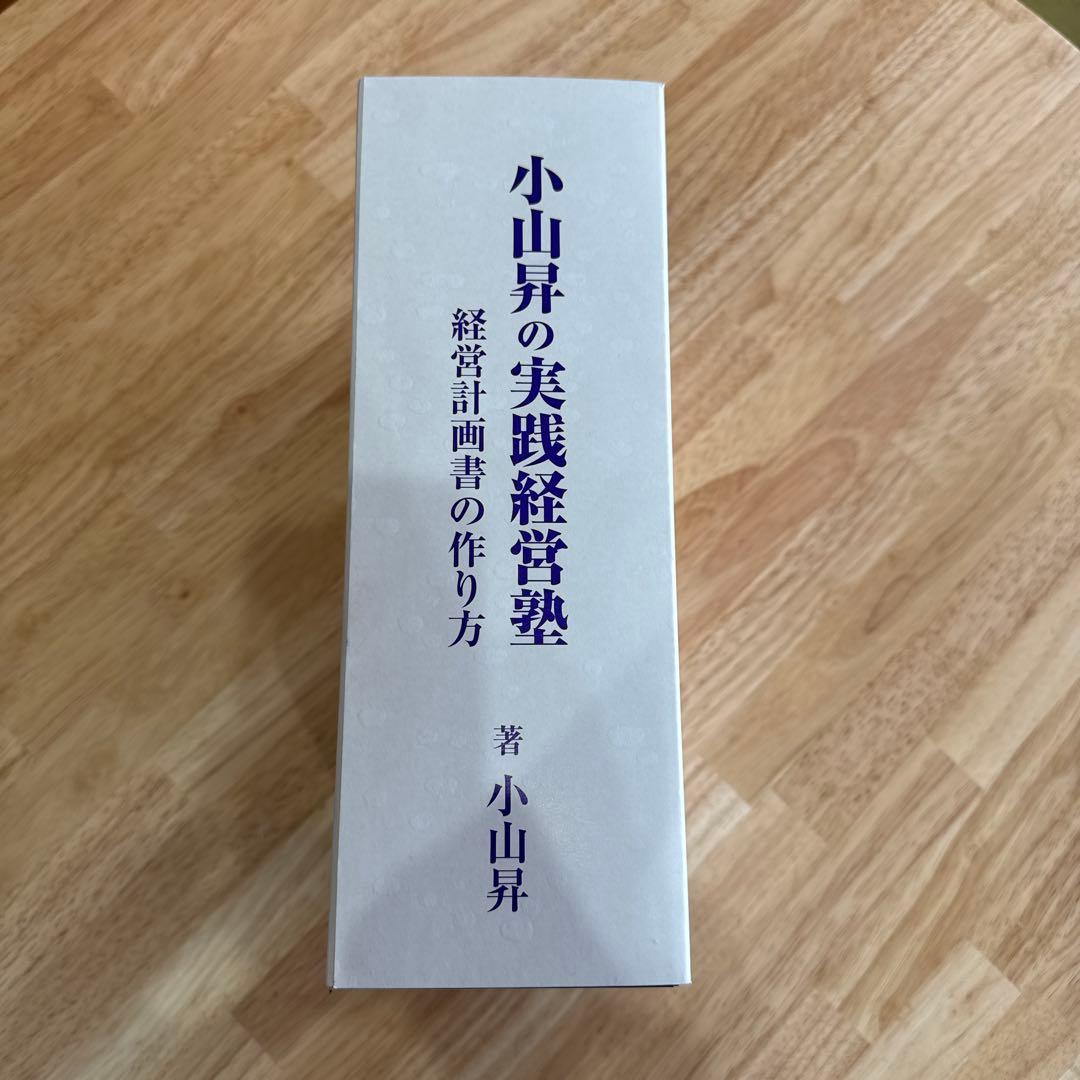 小山昇の実践経営塾
経営計画書の作り方
著 小山昇